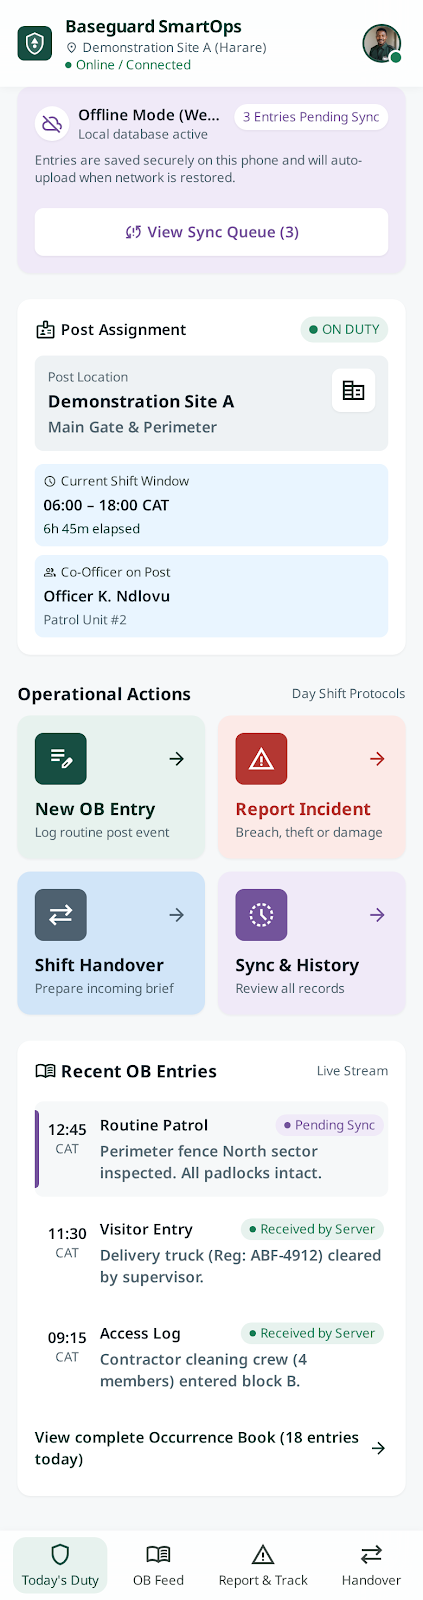 Baseguard SmartOps
Demonstration Site A (Harare)
Online / Connected
Offline Mode (We...
3 Entries Pending Sync
Local database active
Entries are saved securely on this phone and will auto-
upload when network is restored.
View Sync Queue (3)
Post Assignment
ON DUTY
Post Location
Demonstration Site A
Main Gate & Perimeter
Current Shift Window
06:00 – 18:00 CAT
6h 45m elapsed
Co-Officer on Post
Officer K. Ndlovu
Patrol Unit #2
Operational Actions
Day Shift Protocols
New OB Entry
Log routine post event
Report Incident
Breach, theft or damage
Shift Handover
Prepare incoming brief
Sync & History
Review all records
Recent OB Entries
Live Stream
12:45
CAT
Routine Patrol
Pending Sync
Perimeter fence North sector
inspected. All padlocks intact.
11:30
CAT
Visitor Entry
Received by Server
Delivery truck (Reg: ABF-4912) cleared
by supervisor.
09:15
CAT
Access Log
Received by Server
Contractor cleaning crew (4
members) entered block B.
View complete Occurrence Book (18 entries
today)
Today's Duty
OB Feed
Report & Track
Handover